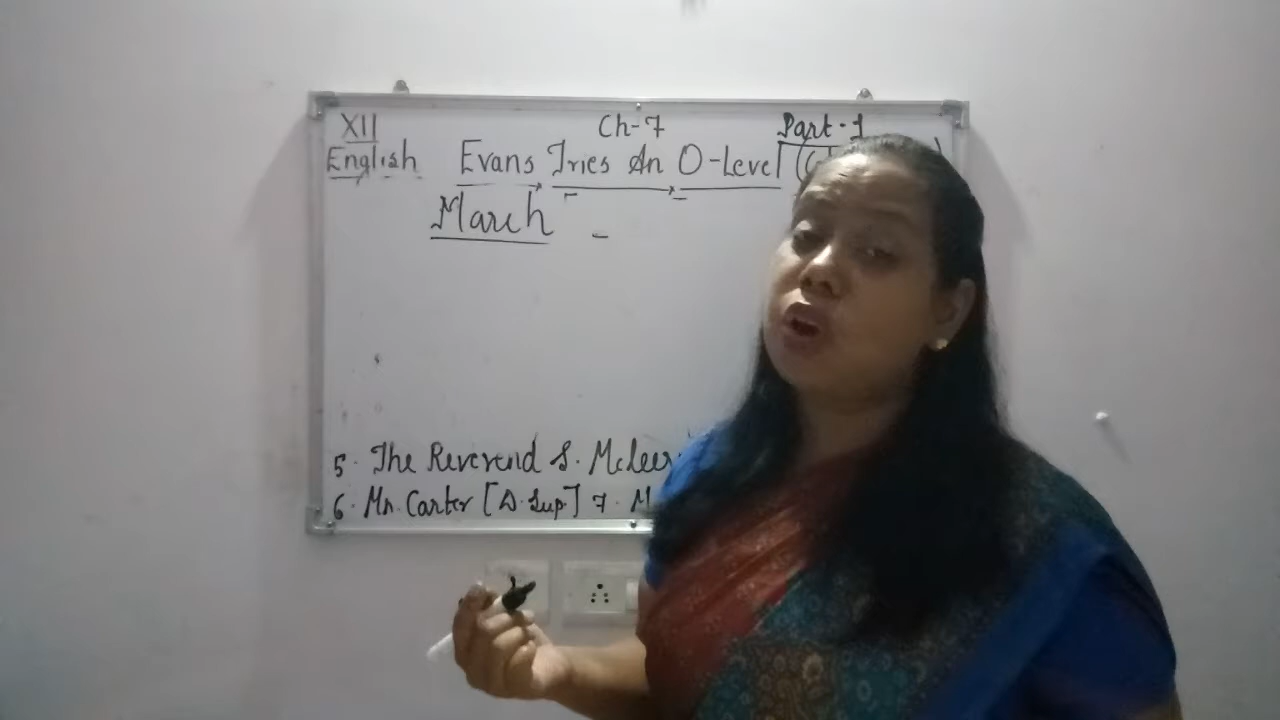 XII Ch-7 Part-1
English Evans Tries An O-Level
March -
5. The Reverend S. McLeery
6. Mr. Carter [D. Sup.] 7. M